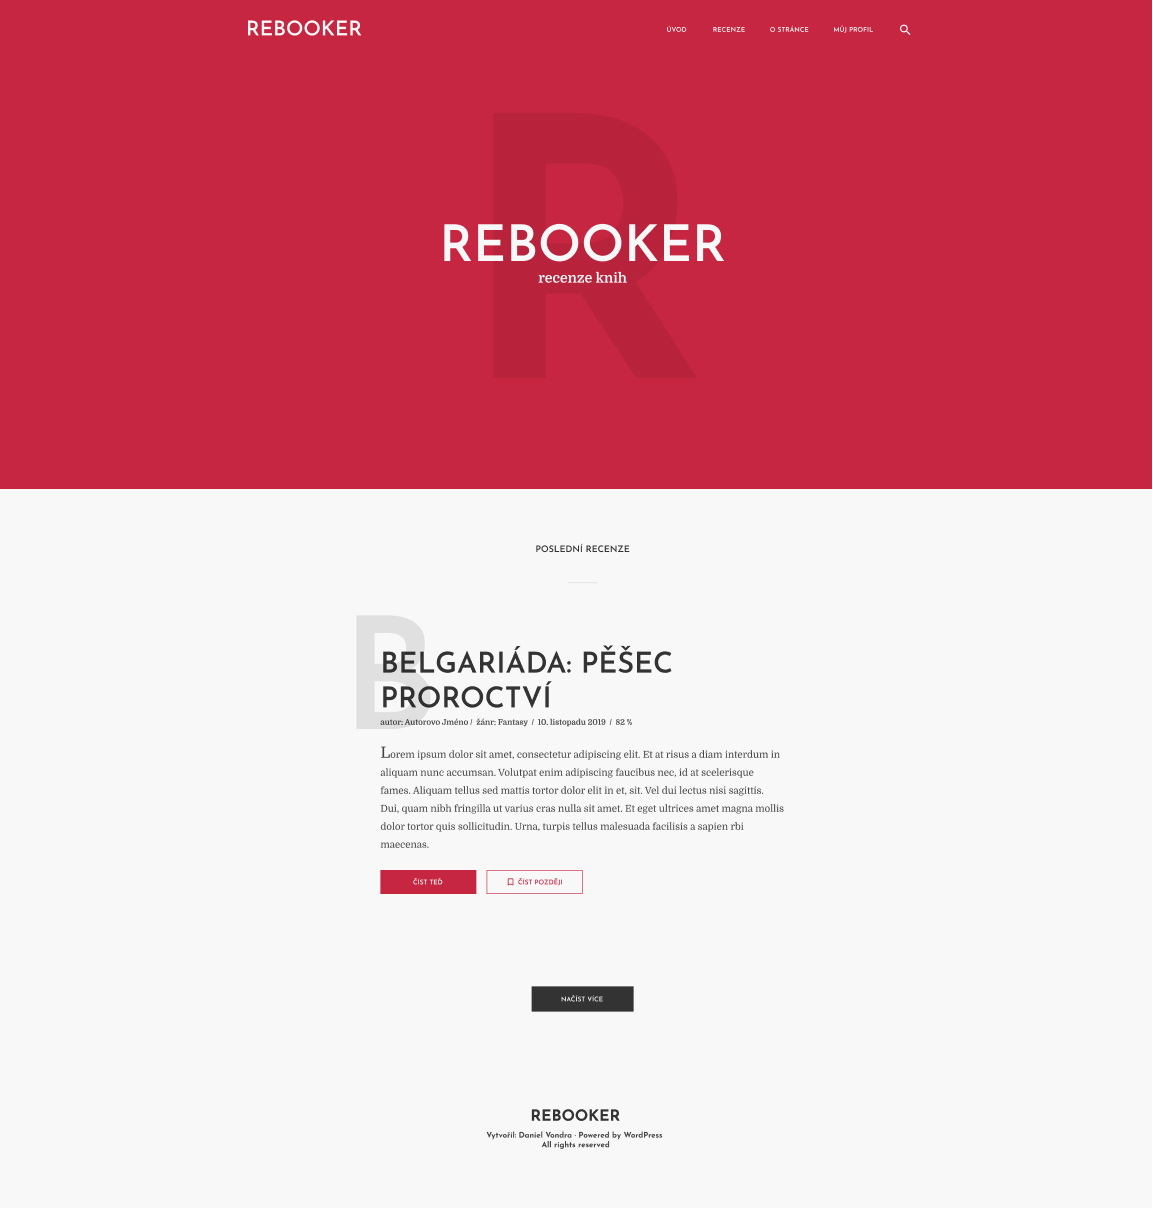 REBOOKER
ÚVOD RECENZE O STRÁNCE MŮJ PROFIL
R
REBOOKER
recenze knih
POSLEDNÍ RECENZE
B
BELGARIÁDA: PĚŠEC
PROROCTVÍ
autor: Autorovo Jméno / žánr: Fantasy / 10. listopadu 2019 / 82 %
Lorem ipsum dolor sit amet, consectetur adipiscing elit. Et at risus a diam interdum in
aliquam nunc accumsan. Volutpat enim adipiscing faucibus nec, id at scelerisque
fames. Aliquam tellus sed mattis tortor dolor elit in et, sit. Vel dui lectus nisi sagittis.
Dui, quam nibh fringilla ut varius cras nulla sit amet. Et eget ultrices amet magna mollis
dolor tortor quis sollicitudin. Urna, turpis tellus malesuada facilisis a sapien rbi
maecenas.
ČÍST TEĎ ČÍST POZDĚJI
NAČÍST VÍCE
REBOOKER
Vytvořil: Daniel Vondra · Powered by WordPress
All rights reserved